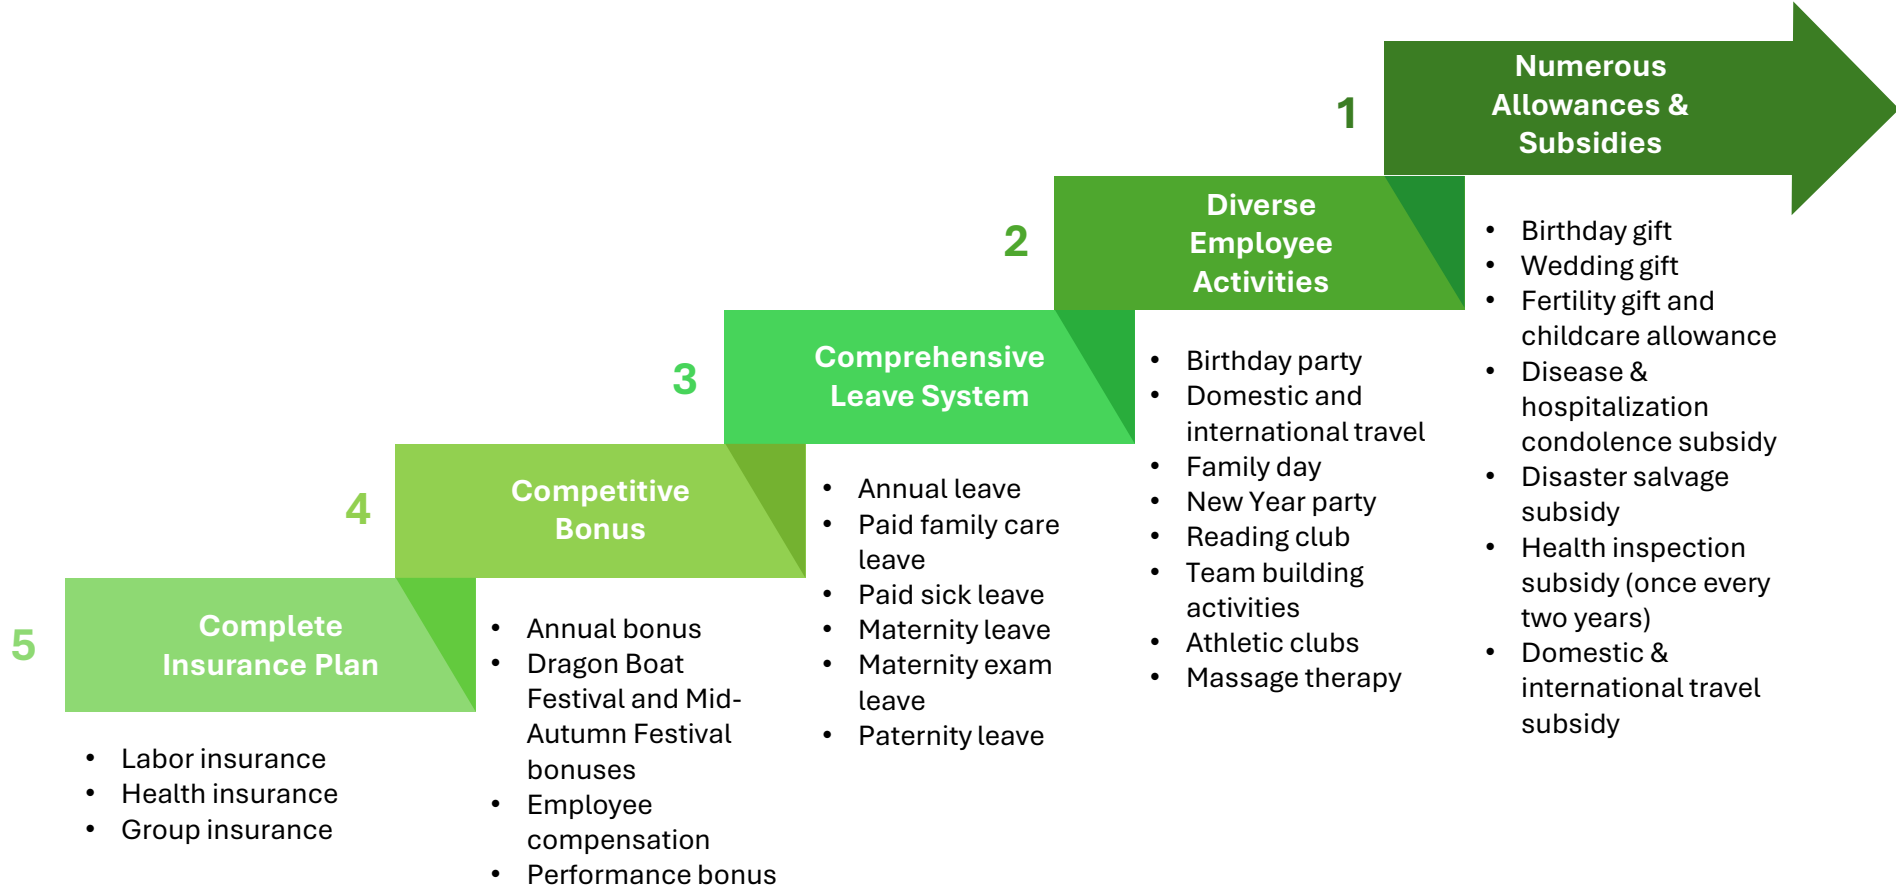 1
Numerous
Allowances &
Subsidies
• Birthday gift
• Wedding gift
• Fertility gift and
childcare allowance
• Disease &
hospitalization
condolence subsidy
• Disaster salvage
subsidy
• Health inspection
subsidy (once every
two years)
• Domestic &
international travel
subsidy
2
Diverse
Employee
Activities
• Birthday party
• Domestic and
international travel
• Family day
• New Year party
• Reading club
• Team building
activities
• Athletic clubs
• Massage therapy
3
Comprehensive
Leave System
• Annual leave
• Paid family care
leave
• Paid sick leave
• Maternity leave
• Maternity exam
leave
• Paternity leave
4
Competitive
Bonus
• Annual bonus
• Dragon Boat
Festival and Mid-
Autumn Festival
bonuses
• Employee
compensation
• Performance bonus
5
Complete
Insurance Plan
• Labor insurance
• Health insurance
• Group insurance